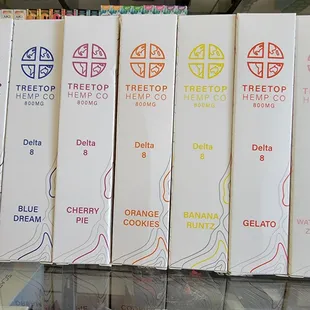 TREETOP
HEMP CO
800MG
Delta
8
BLUE
DREAM
TREETOP
HEMP CO
800MG
Delta
8
CHERRY
PIE
TREETOP
HEMP CO
800MG
Delta
8
ORANGE
COOKIES
TREETOP
HEMP CO
800MG
Delta
8
BANANA
RUNTZ
TREETOP
HEMP CO
800MG
Delta
8
GELATO